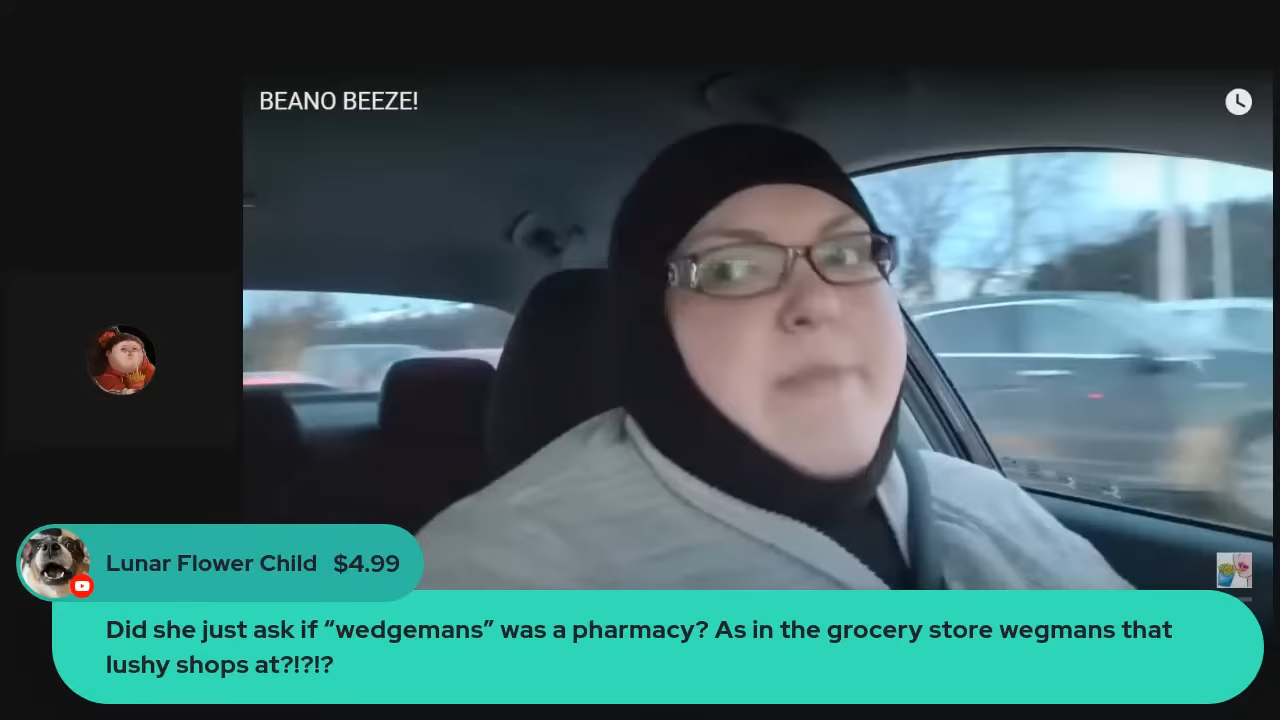 BEANO BEEZE!
Lunar Flower Child $4.99
Did she just ask if “wedgemans” was a pharmacy? As in the grocery store wegmans that
lushy shops at?!?!?